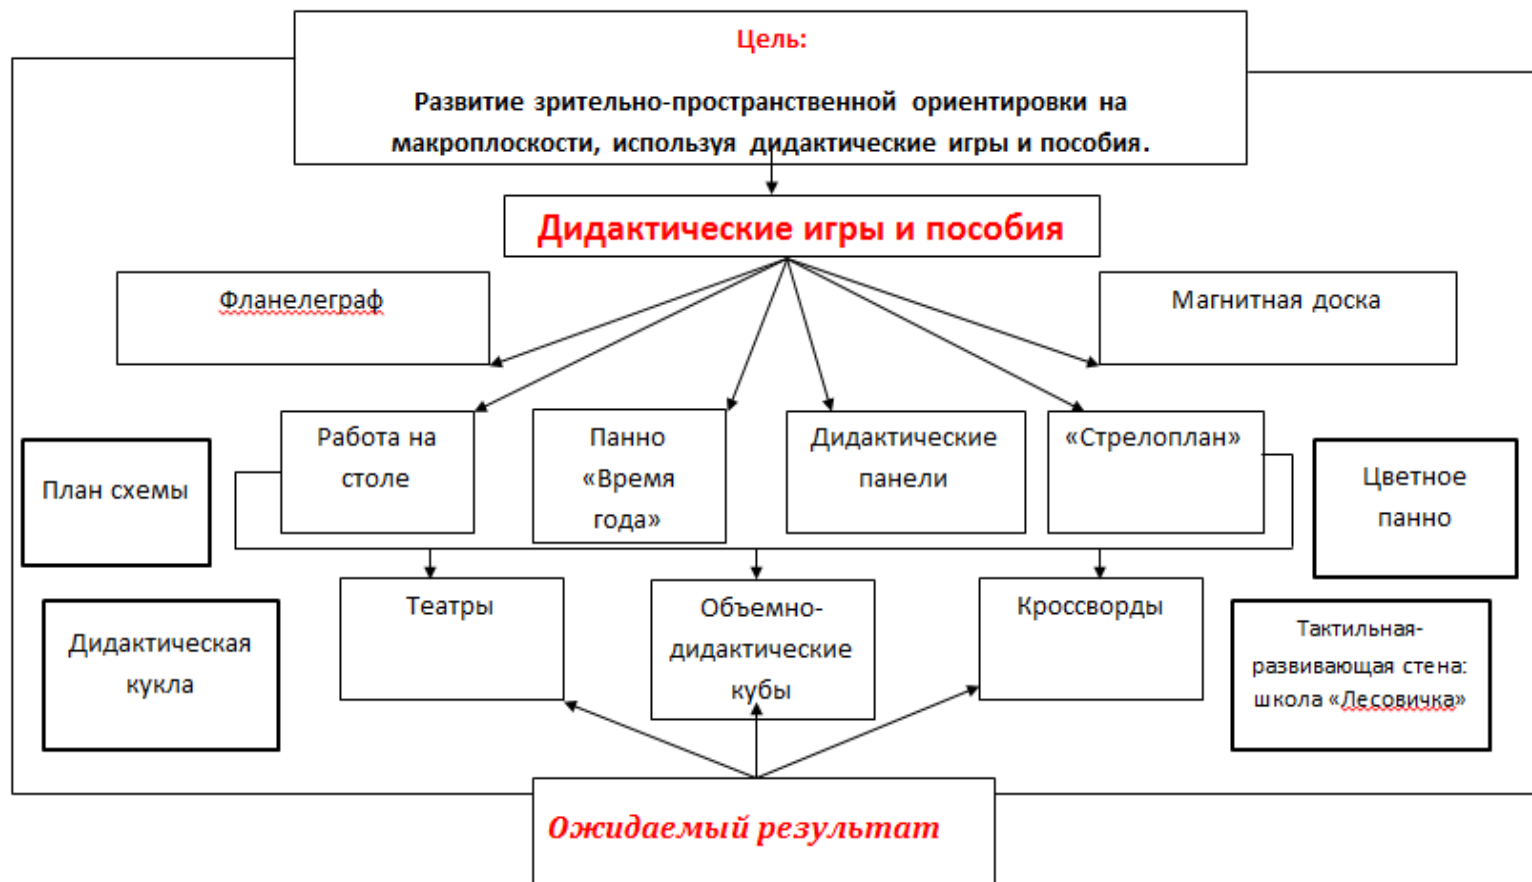 Цель:
Развитие зрительно-пространственной ориентировки на
макроплоскости, используя дидактические игры и пособия.
Дидактические игры и пособия
Фланелеграф
Магнитная доска
Работа на
столе
Панно
«Время
года»
Дидактические
панели
«Стрелоплан»
План схемы
Цветное
панно
Театры
Объемно-
дидактические
кубы
Кроссворды
Дидактическая
кукла
Тактильная-
развивающая стена:
школа «Лесовичка»
Ожидаемый результат